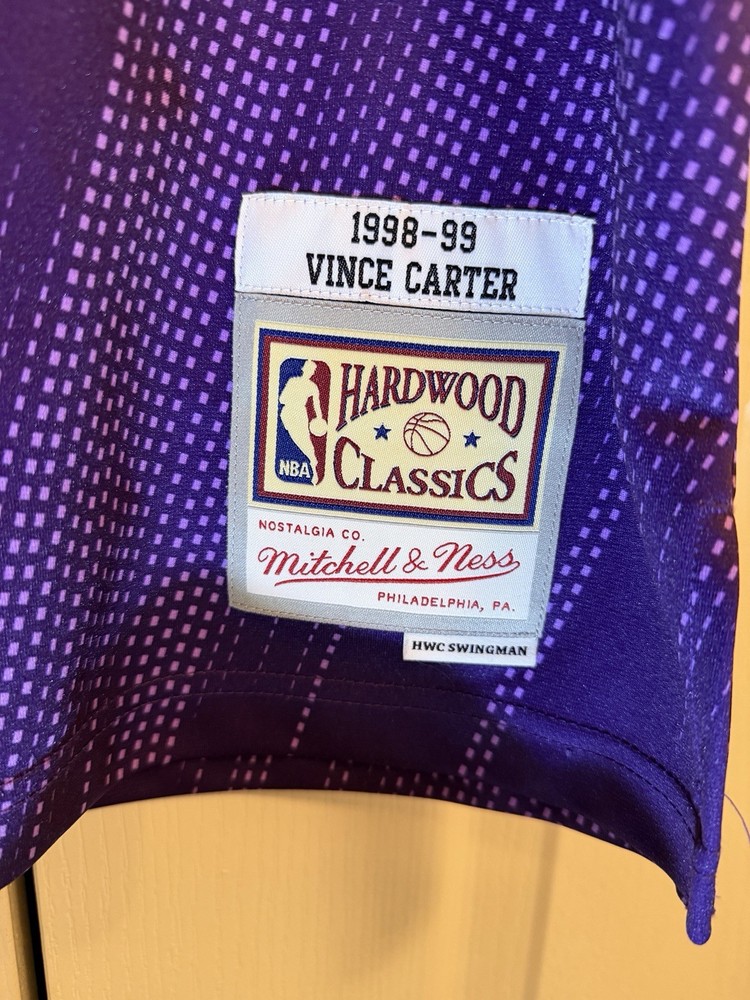 1998-99
VINCE CARTER
HARDWOOD
CLASSICS
NBA
NOSTALGIA CO.
Mitchell & Ness
PHILADELPHIA, PA.
HWC SWINGMAN